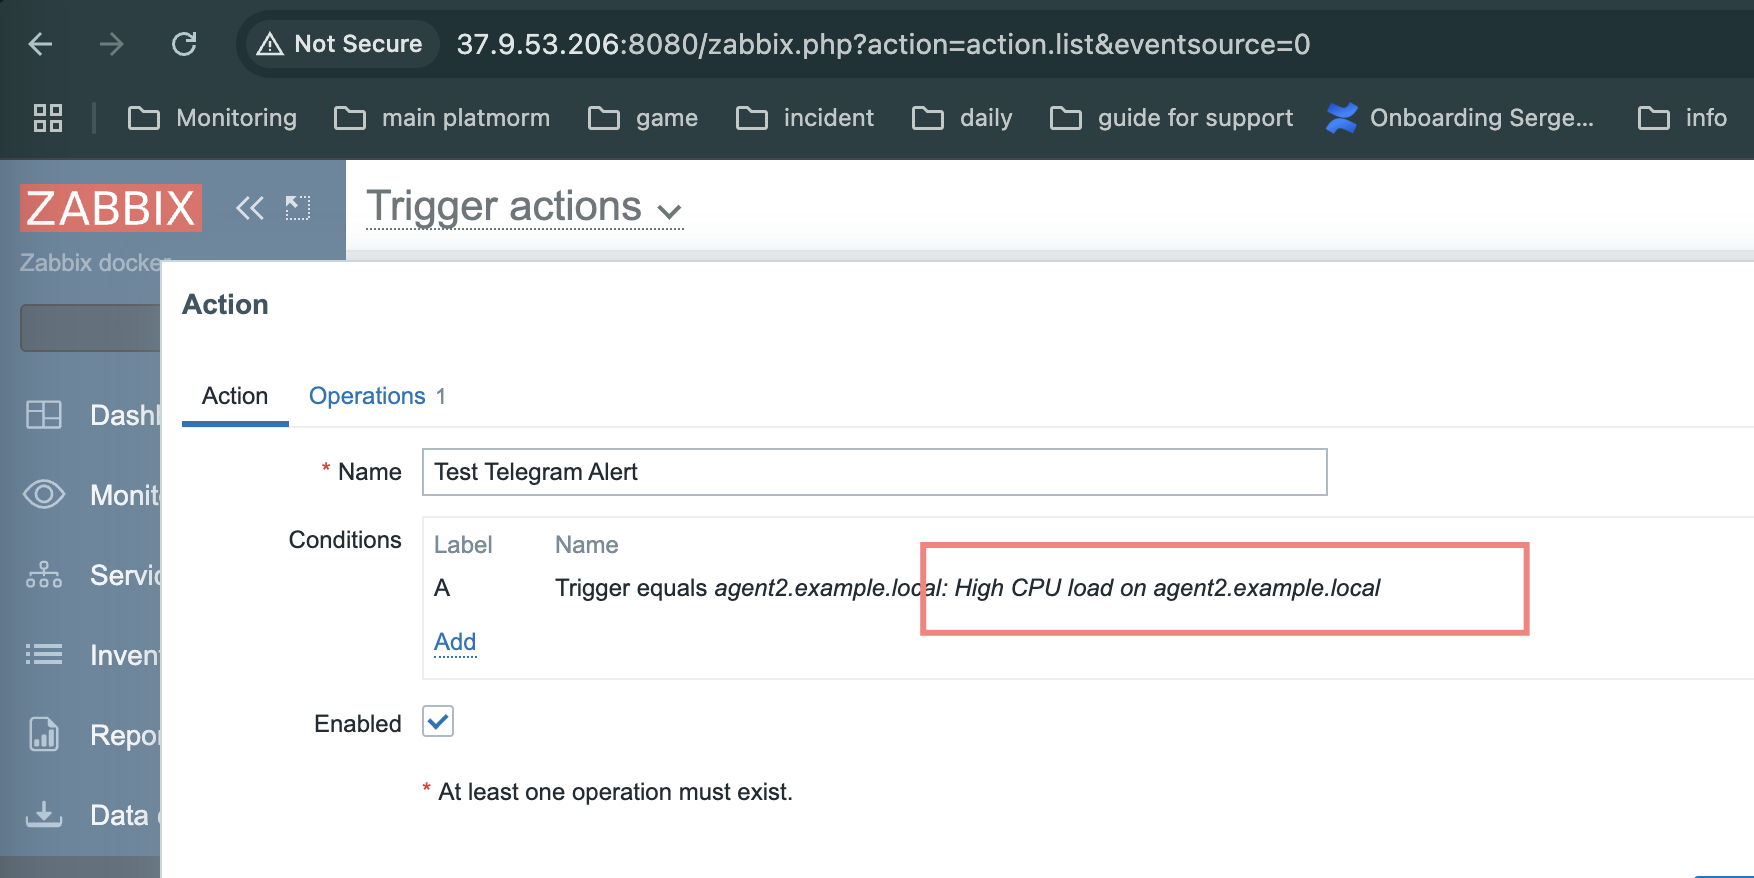 Not Secure 37.9.53.206:8080/zabbix.php?action=action.list&eventsource=0
Monitoring main platmorm game incident daily guide for support Onboarding Serge... info
ZABBIX Trigger actions
Zabbix docke
Action
Action Operations 1
Dashl
* Name Test Telegram Alert
Monit
Conditions Label Name
A Trigger equals agent2.example.local: High CPU load on agent2.example.local
Servic
Add
Inven
Enabled
Repor
* At least one operation must exist.
Data